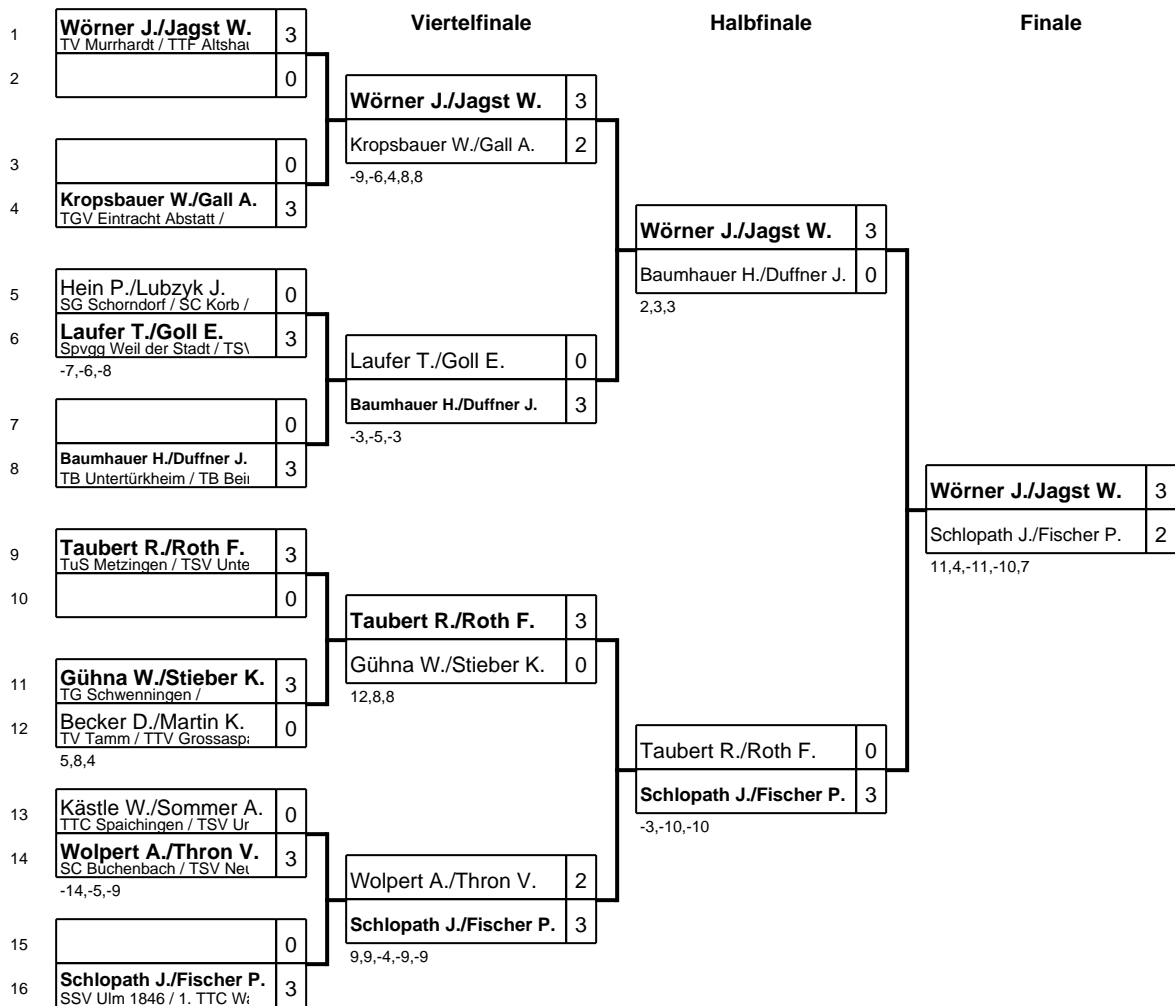 Viertelfinale
Halbfinale
Finale
1 Wörner J./Jagst W. 3
TV Murrhardt / TTF Altshau
2 0
3 0
4 Kropsbauer W./Gall A. 3
TGV Eintracht Abstatt /
5 Hein P./Lubzyk J. 0
SG Schorndorf / SC Korb /
6 Laufer T./Goll E. 3
Spvgg Weil der Stadt / TSV
-7,-6,-8
7 0
8 Baumhauer H./Duffner J. 3
TB Untertürkheim / TB Bei
9 Taubert R./Roth F. 3
TuS Metzingen / TSV Unte
10 0
11 Gühna W./Stieber K. 3
TG Schwenningen /
12 Becker D./Martin K. 0
TV Tamm / TTV Grossaspa
5,8,4
13 Kästle W./Sommer A. 0
TTC Spaichingen / TSV Ur
14 Wolpert A./Thron V. 3
SC Buchenbach / TSV Neu
-14,-5,-9
15 0
16 Schlopath J./Fischer P. 3
SSV Ulm 1846 / 1. TTC Wa
Wörner J./Jagst W. 3
Kropsbauer W./Gall A. 2
-9,-6,4,8,8
Laufer T./Goll E. 0
Baumhauer H./Duffner J. 3
-3,-5,-3
Taubert R./Roth F. 3
Gühna W./Stieber K. 0
12,8,8
Wolpert A./Thron V. 2
Schlopath J./Fischer P. 3
9,9,-4,-9,-9
Wörner J./Jagst W. 3
Baumhauer H./Duffner J. 0
2,3,3
Taubert R./Roth F. 0
Schlopath J./Fischer P. 3
-3,-10,-10
Wörner J./Jagst W. 3
Schlopath J./Fischer P. 2
11,4,-11,-10,7